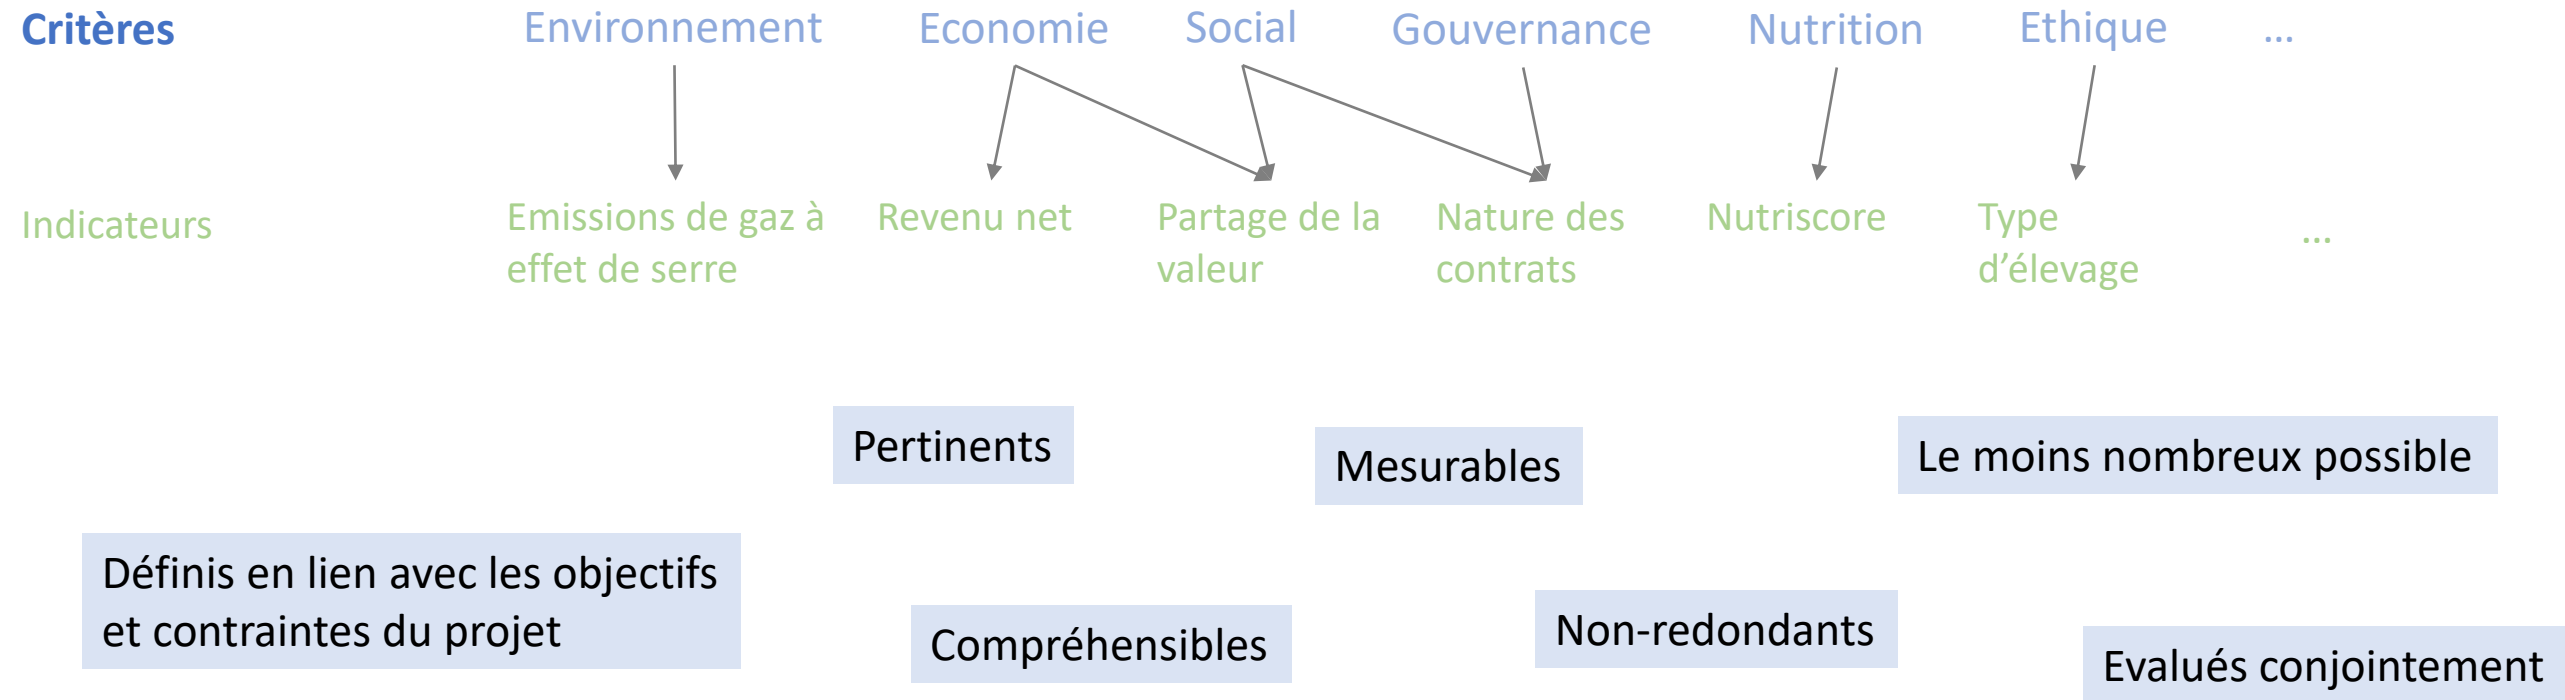 Critères
Environnement
Economie
Social
Gouvernance
Nutrition
Ethique
...
Indicateurs
Emissions de gaz à
effet de serre
Revenu net
Partage de la
valeur
Nature des
contrats
Nutriscore
Type
d’élevage
...
Pertinents
Mesurables
Le moins nombreux possible
Définis en lien avec les objectifs
et contraintes du projet
Compréhensibles
Non-redondants
Evalués conjointement